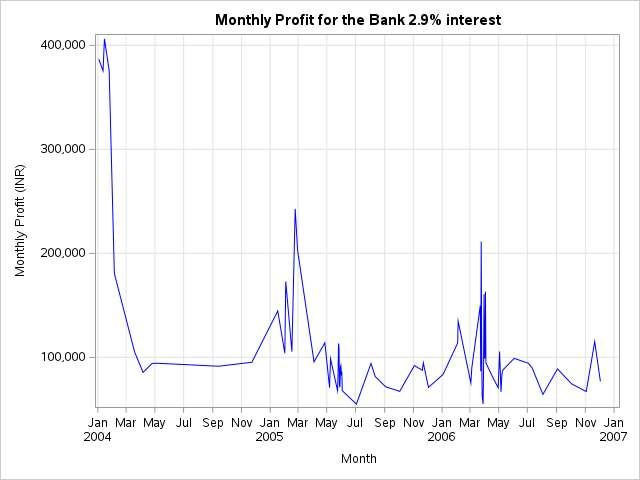 Monthly Profit for the Bank 2.9% interest
400,000
300,000
200,000
100,000
Monthly Profit (INR)
Jan Mar May Jul Sep Nov Jan Mar May Jul Sep Nov Jan Mar May Jul Sep Nov Jan
2004 2005 2006 2007
Month